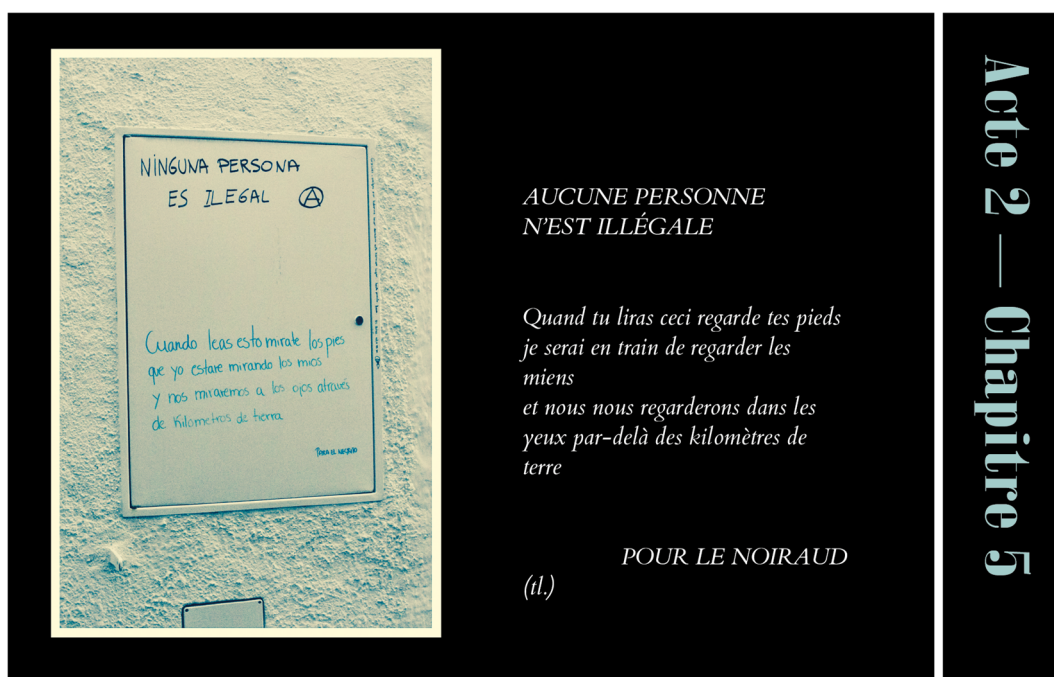 NINGUNA PERSONA
ES ILEGAL Ⓐ
Cuando leas esto mirate los pies
que yo estare mirando los mios
y nos miraremos a los ojos através
de kilometros de tierra
PARA EL
AUCUNE PERSONNE
N’EST ILLÉGALE
Quand tu liras ceci regarde tes pieds
je serai en train de regarder les
miens
et nous nous regarderons dans les
yeux par-delà des kilomètres de
terre
POUR LE NOIRAUD
(tl.)
Acte 2 — Chapitre 5